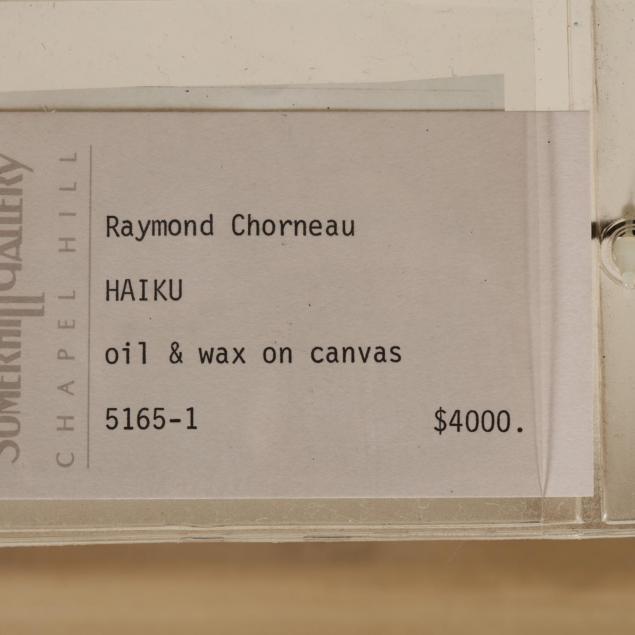 SOMERHILL GALLERY
CHAPEL HILL
Raymond Chorneau
HAIKU
oil & wax on canvas
5165-1 $4000.